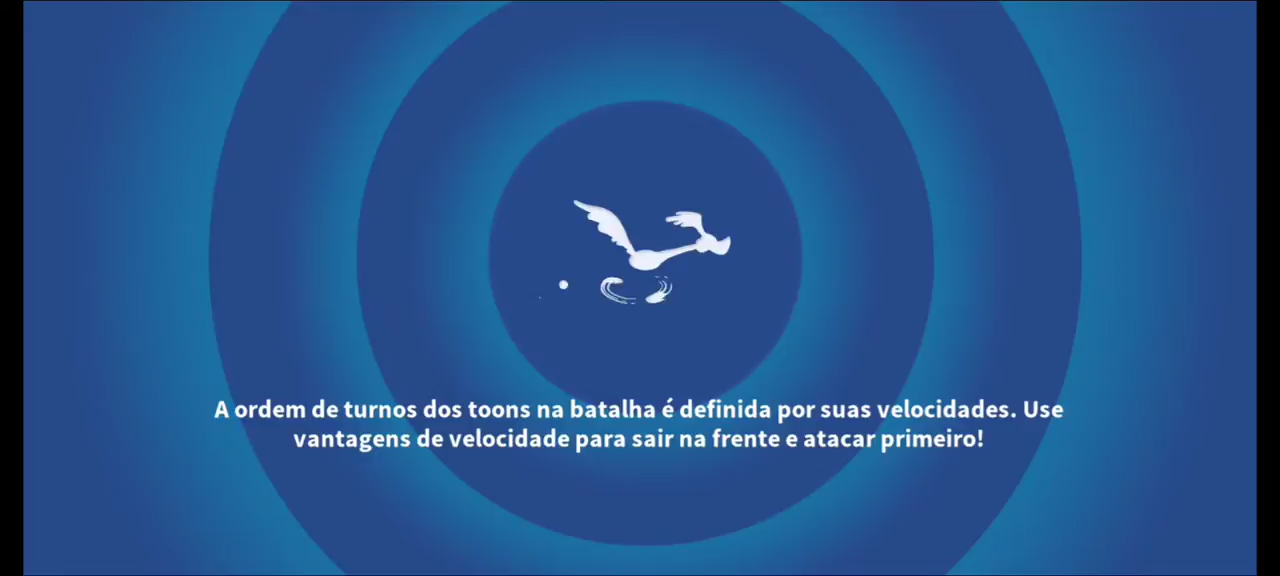 A ordem de turnos dos toons na batalha é definida por suas velocidades. Use
vantagens de velocidade para sair na frente e atacar primeiro!